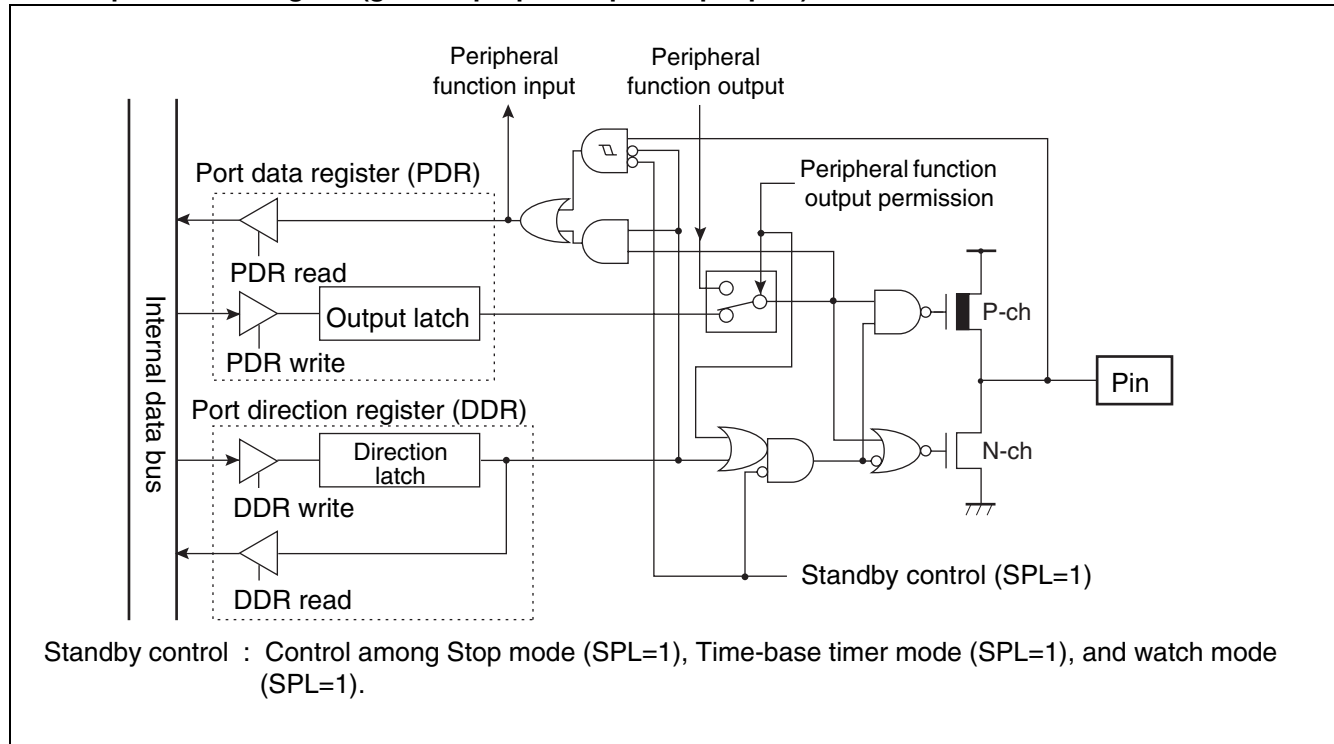 Peripheral
function input
Peripheral
function output
Port data register (PDR)
Peripheral function
output permission
PDR read
Output latch
PDR write
P-ch
Pin
Internal data bus
Port direction register (DDR)
Direction
latch
N-ch
DDR write
Standby control (SPL=1)
DDR read
Standby control : Control among Stop mode (SPL=1), Time-base timer mode (SPL=1), and watch mode
(SPL=1).